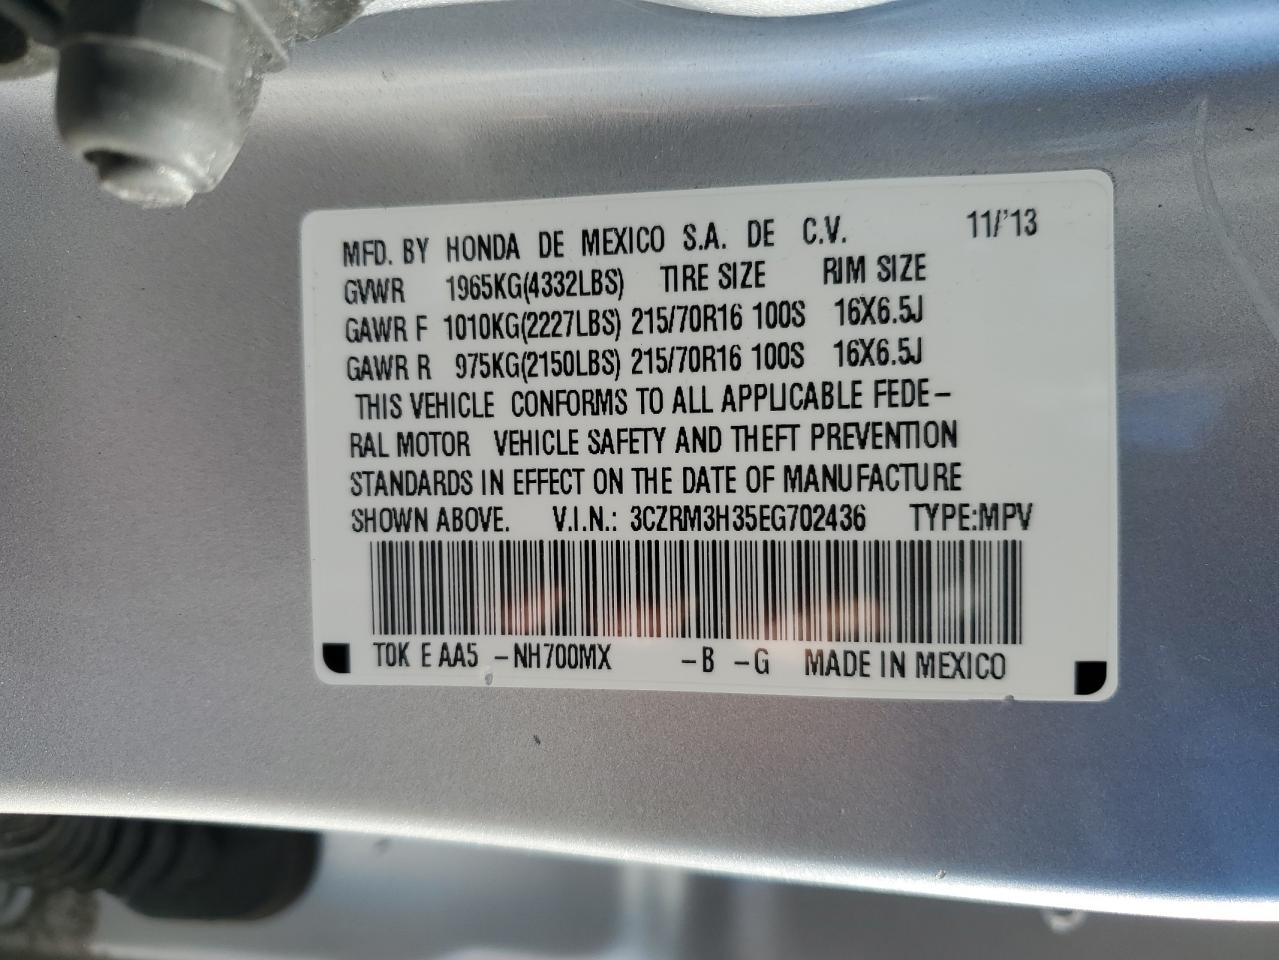 MFD. BY HONDA DE MEXICO S.A. DE C.V. 11/'13
GVWR 1965KG(4332LBS) TIRE SIZE RIM SIZE
GAWR F 1010KG(2227LBS) 215/70R16 100S 16X6.5J
GAWR R 975KG(2150LBS) 215/70R16 100S 16X6.5J
THIS VEHICLE CONFORMS TO ALL APPLICABLE FEDE-
RAL MOTOR VEHICLE SAFETY AND THEFT PREVENTION
STANDARDS IN EFFECT ON THE DATE OF MANUFACTURE
SHOWN ABOVE. V.I.N.: 3CZRM3H35EG702436 TYPE:MPV
T0K E AA5 -NH700MX -B -G MADE IN MEXICO